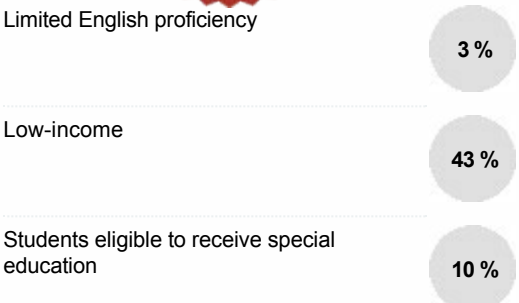 Limited English proficiency
3 %
Low-income
43 %
Students eligible to receive special
education
10 %